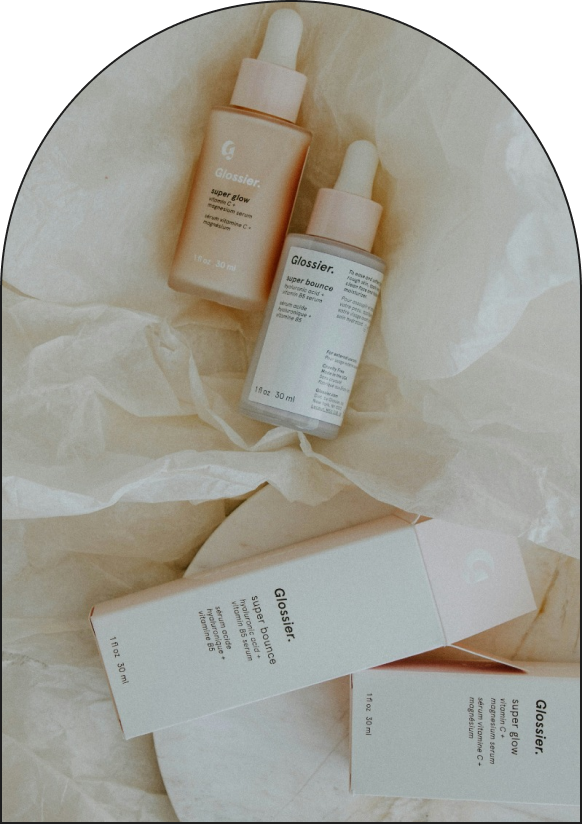 Glossier.
super glow
vitamin C +
magnesium serum
sérum vitamine C +
magnésium
1 fl oz 30 ml
Glossier.
super bounce
hyaluronic acid +
vitamin B5 serum
sérum acide
hyaluronique +
vitamine B5
1 fl oz 30 ml
Glossier.
super bounce
hyaluronic acid +
vitamin B5 serum
sérum acide
hyaluronique +
vitamine B5
1 fl oz 30 ml
Glossier.
super glow
vitamin C +
magnesium serum
sérum vitamine C +
magnésium
1 fl oz 30 ml